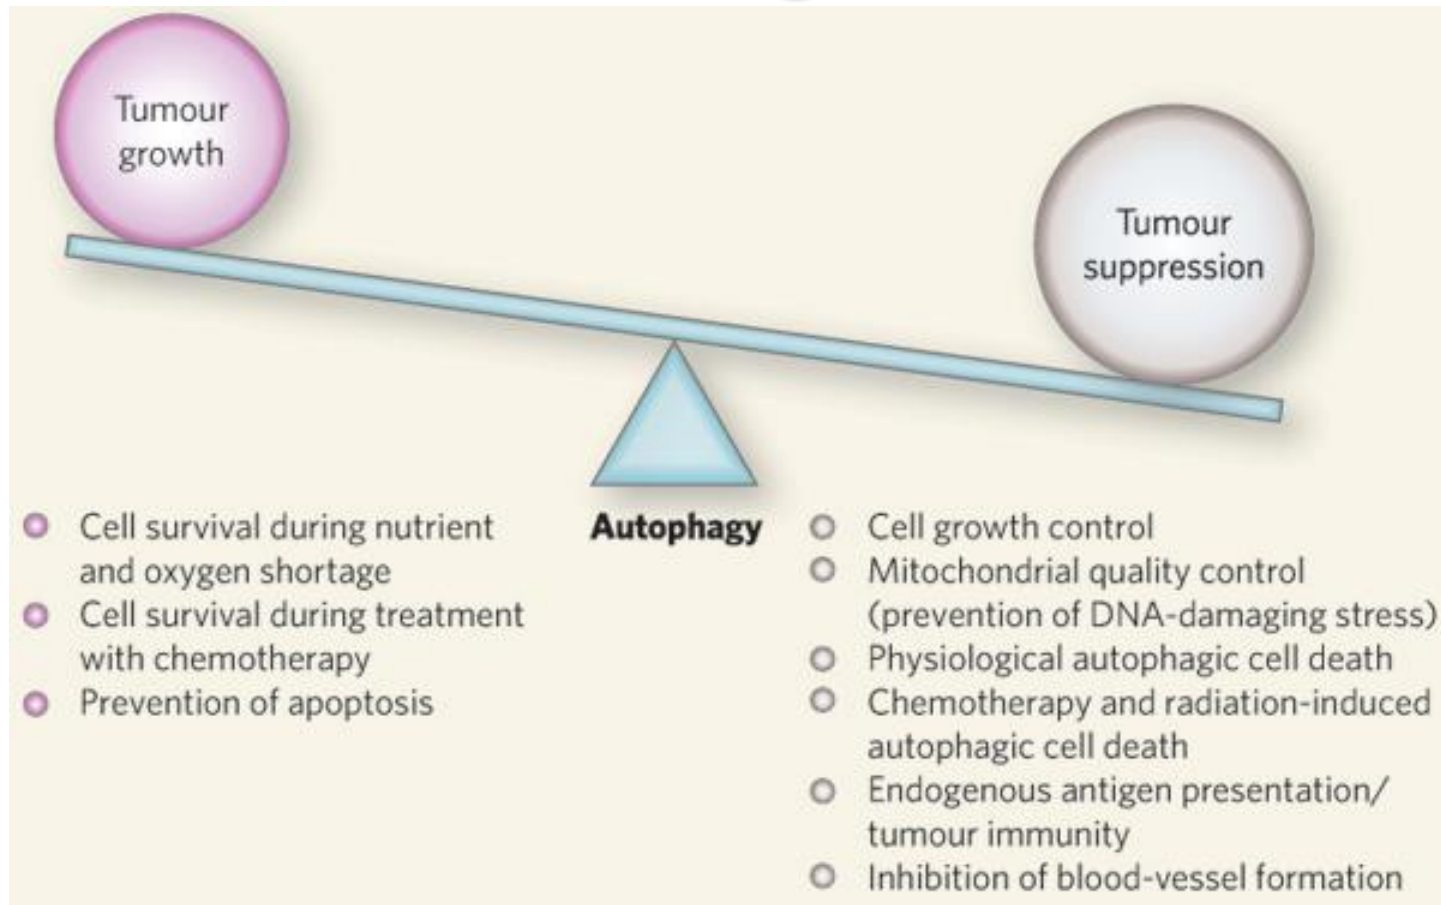 Tumour
growth
Tumour
suppression
Autophagy
Cell survival during nutrient
and oxygen shortage
Cell survival during treatment
with chemotherapy
Prevention of apoptosis
Cell growth control
Mitochondrial quality control
(prevention of DNA-damaging stress)
Physiological autophagic cell death
Chemotherapy and radiation-induced
autophagic cell death
Endogenous antigen presentation/
tumour immunity
Inhibition of blood-vessel formation